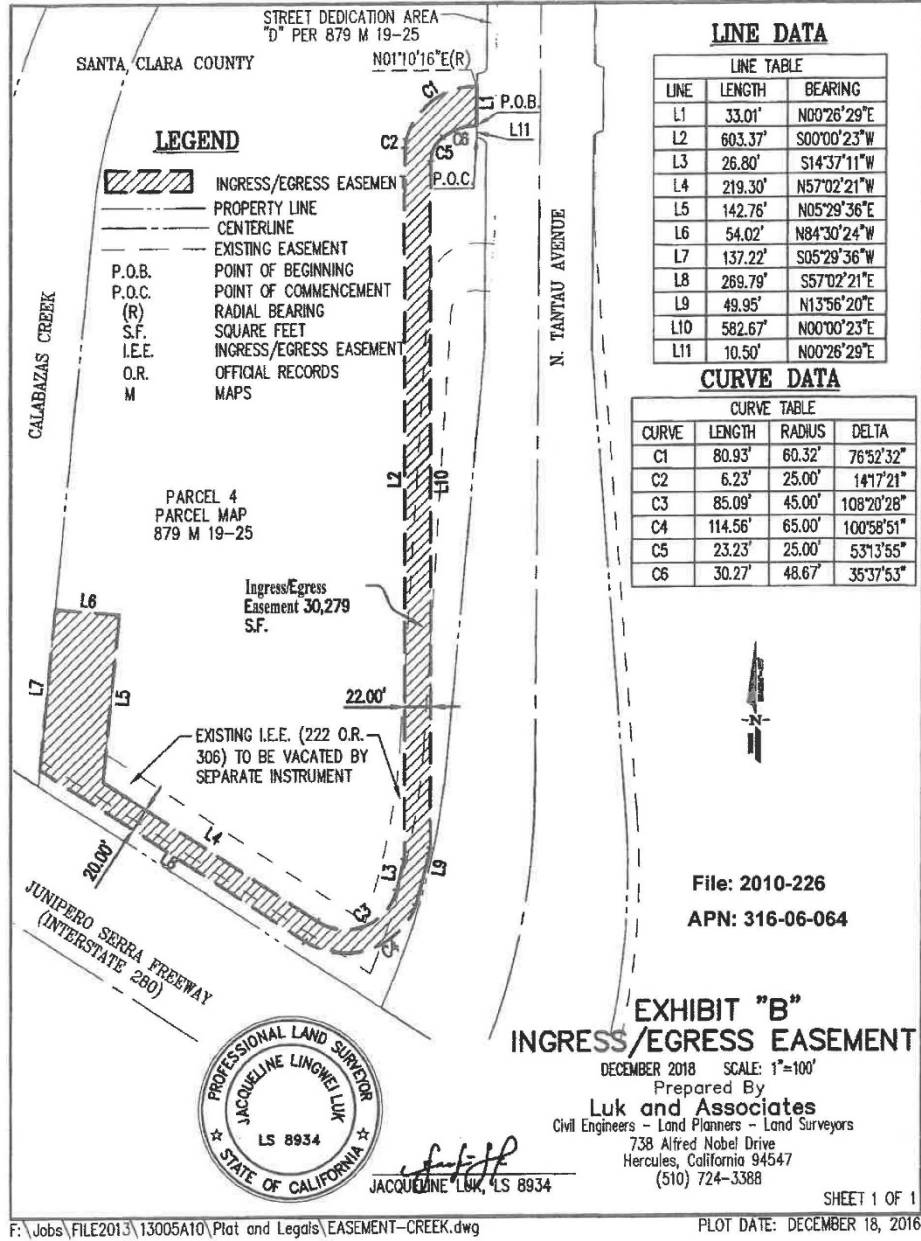 STREET DEDICATION AREA
"D" PER 879 M 19-25
SANTA CLARA COUNTY
N01°10'16"E(R)
C1
L1
P.O.B.
L11
C2
C5
C6
P.O.C.
LEGEND
INGRESS/EGRESS EASEMENT
PROPERTY LINE
CENTERLINE
EXISTING EASEMENT
P.O.B. POINT OF BEGINNING
P.O.C. POINT OF COMMENCEMENT
(R) RADIAL BEARING
S.F. SQUARE FEET
I.E.E. INGRESS/EGRESS EASEMENT
O.R. OFFICIAL RECORDS
M MAPS
CALABAZAS CREEK
N. TANTAU AVENUE
L2
L10
PARCEL 4
PARCEL MAP
879 M 19-25
Ingress/Egress
Easement 30,279
S.F.
L6
L7
L5
22.00'
EXISTING I.E.E. (222 O.R.
306) TO BE VACATED BY
SEPARATE INSTRUMENT
L4
20.00'
L3
L9
C3
JUNIPERO SERRA FREEWAY
(INTERSTATE 280)
LINE DATA
LINE TABLE
LINE LENGTH BEARING
L1 33.01' N00°26'29"E
L2 603.37' S00°00'23"W
L3 26.80' S14°37'11"W
L4 219.30' N57°02'21"W
L5 142.76' N05°29'36"E
L6 54.02' N84°30'24"W
L7 137.22' S05°29'36"W
L8 269.79' S57°02'21"E
L9 49.95' N13°56'20"E
L10 582.67' N00°00'23"E
L11 10.50' N00°26'29"E
CURVE DATA
CURVE TABLE
CURVE LENGTH RADIUS DELTA
C1 80.93' 60.32' 76°52'32"
C2 6.23' 25.00' 14°17'21"
C3 85.09' 45.00' 108°20'28"
C4 114.56' 65.00' 100°58'51"
C5 23.23' 25.00' 53°13'55"
C6 30.27' 48.67' 35°37'53"
-N-
File: 2010-226
APN: 316-06-064
EXHIBIT "B"
INGRESS/EGRESS EASEMENT
DECEMBER 2018 SCALE: 1"=100'
Prepared By
Luk and Associates
Civil Engineers – Land Planners – Land Surveyors
738 Alfred Nobel Drive
Hercules, California 94547
(510) 724-3388
PROFESSIONAL LAND SURVEYOR
JACQUELINE LINGWEI LUK
LS 8934
STATE OF CALIFORNIA
JACQUELINE LUK, LS 8934
SHEET 1 OF 1
F:\Jobs\FILE2013\13005A10\Plat and Legals\EASEMENT-CREEK.dwg
PLOT DATE: DECEMBER 18, 2016